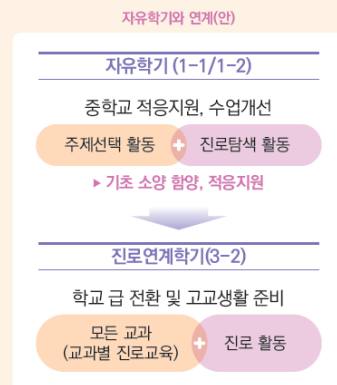 자유학기와 연계(안)
자유학기 (1-1/1-2)
중학교 적응지원, 수업개선
주제선택 활동 + 진로탐색 활동
▶ 기초 소양 함양, 적응지원
진로연계학기(3-2)
학교 급 전환 및 고교생활 준비
모든 교과
(교과별 진로교육) + 진로 활동